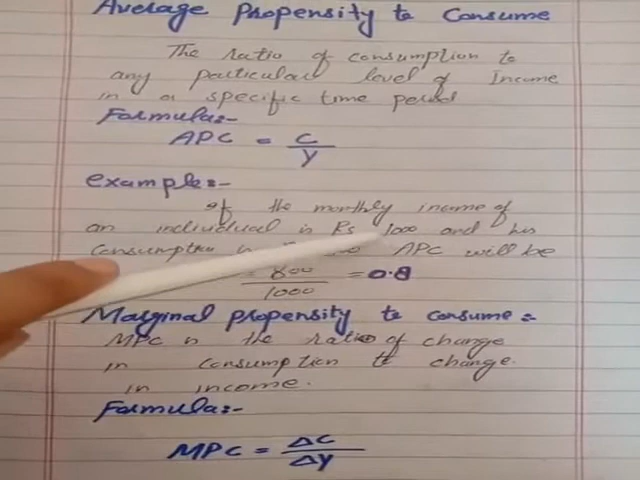 Average Propensity to Consume
The ratio of consumption to
any particular level of Income
in a specific time period
Formula:-
APC = C
Y
example:-
If the monthly income of
an individual is Rs 1000 and his
Consumption APC will be
= 800 = 0.8
1000
Marginal propensity to consume:-
MPC is the ratio of change
in consumption to change
in income.
Formula:-
MPC = ΔC
ΔY